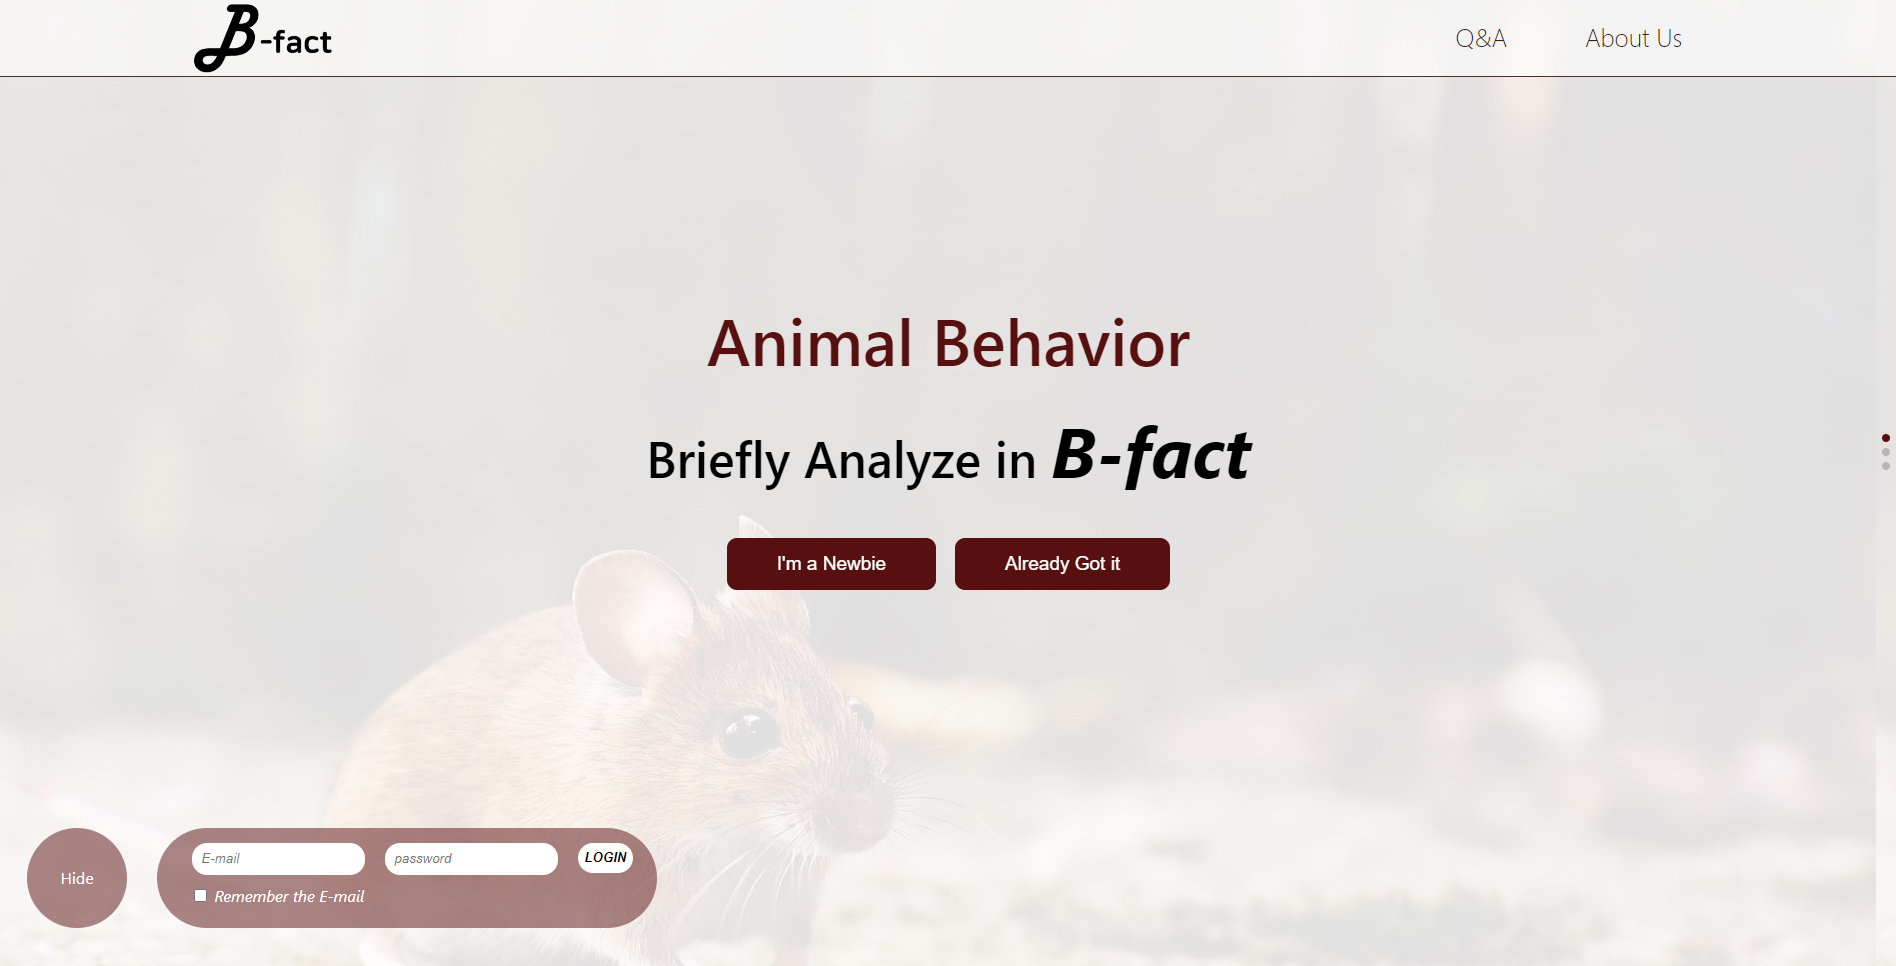 B-fact
Q&A
About Us
Animal Behavior
Briefly Analyze in B-fact
I'm a Newbie
Already Got it
Hide
E-mail
password
LOGIN
Remember the E-mail